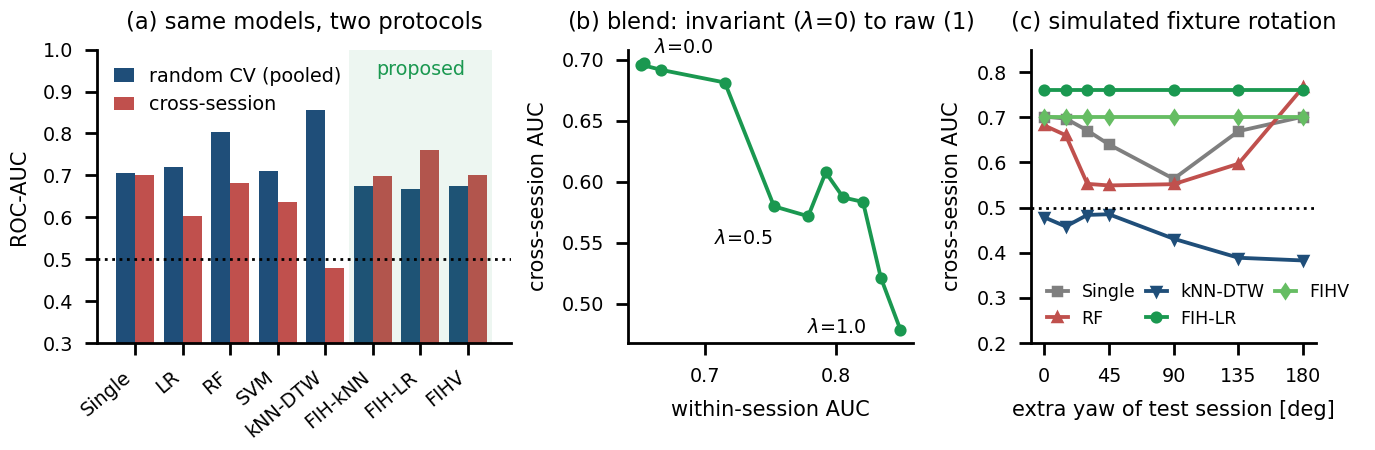 (a) same models, two protocols
ROC-AUC
1.0
0.9
0.8
0.7
0.6
0.5
0.4
0.3
random CV (pooled)
cross-session
proposed
Single
LR
RF
SVM
kNN-DTW
FIH-kNN
FIH-LR
FIHV
(b) blend: invariant (λ=0) to raw (1)
cross-session AUC
0.70
0.65
0.60
0.55
0.50
λ=0.0
λ=0.5
λ=1.0
0.7
0.8
within-session AUC
(c) simulated fixture rotation
cross-session AUC
0.8
0.7
0.6
0.5
0.4
0.3
0.2
Single
RF
kNN-DTW
FIH-LR
FIHV
0
45
90
135
180
extra yaw of test session [deg]